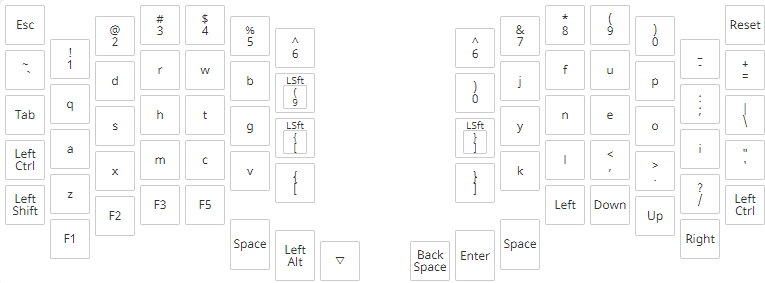 Esc
!
1
@
2
#
3
$
4
%
5
^
6
^
6
&
7
*
8
(
9
)
0
_
-
Reset
~
`
q
d
r
w
b
LSft
(
9
)
0
j
f
u
p
:
;
+
=
Tab
a
s
h
t
g
LSft
{
[
LSft
}
]
y
n
e
o
i
|
\
Left
Ctrl
z
x
m
c
v
{
[
}
]
k
l
<
,
>
.
?
/
"
'
Left
Shift
F1
F2
F3
F5
Left
Down
Up
Right
Left
Ctrl
Space
Left
Alt
▽
Back
Space
Enter
Space